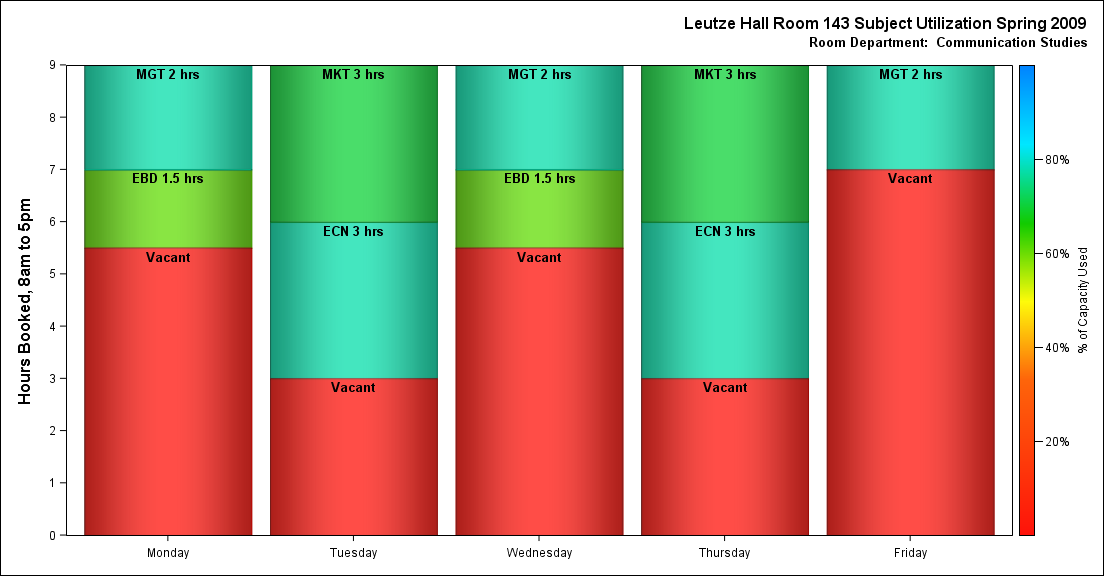 Leutze Hall Room 143 Subject Utilization Spring 2009
Room Department:  Communication Studies
Hours Booked, 8am to 5pm
9
8
7
6
5
4
3
2
1
0
MGT 2 hrs
EBD 1.5 hrs
Vacant
Monday
MKT 3 hrs
ECN 3 hrs
Vacant
Tuesday
MGT 2 hrs
EBD 1.5 hrs
Vacant
Wednesday
MKT 3 hrs
ECN 3 hrs
Vacant
Thursday
MGT 2 hrs
Vacant
Friday
80%
60%
40%
20%
% of Capacity Used